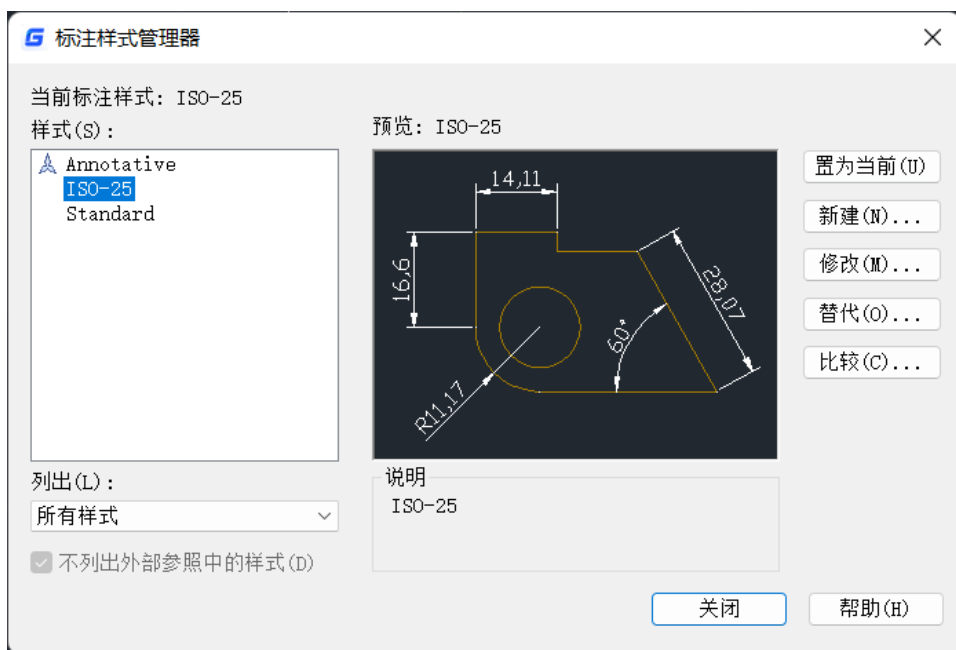 标注样式管理器
当前标注样式: ISO-25
样式(S):
Annotative
ISO-25
Standard
列出(L):
所有样式
不列出外部参照中的样式(D)
预览: ISO-25
14,11
16,6
28,07
60°
R11,17
说明
ISO-25
置为当前(U)
新建(N)...
修改(M)...
替代(O)...
比较(C)...
关闭
帮助(H)